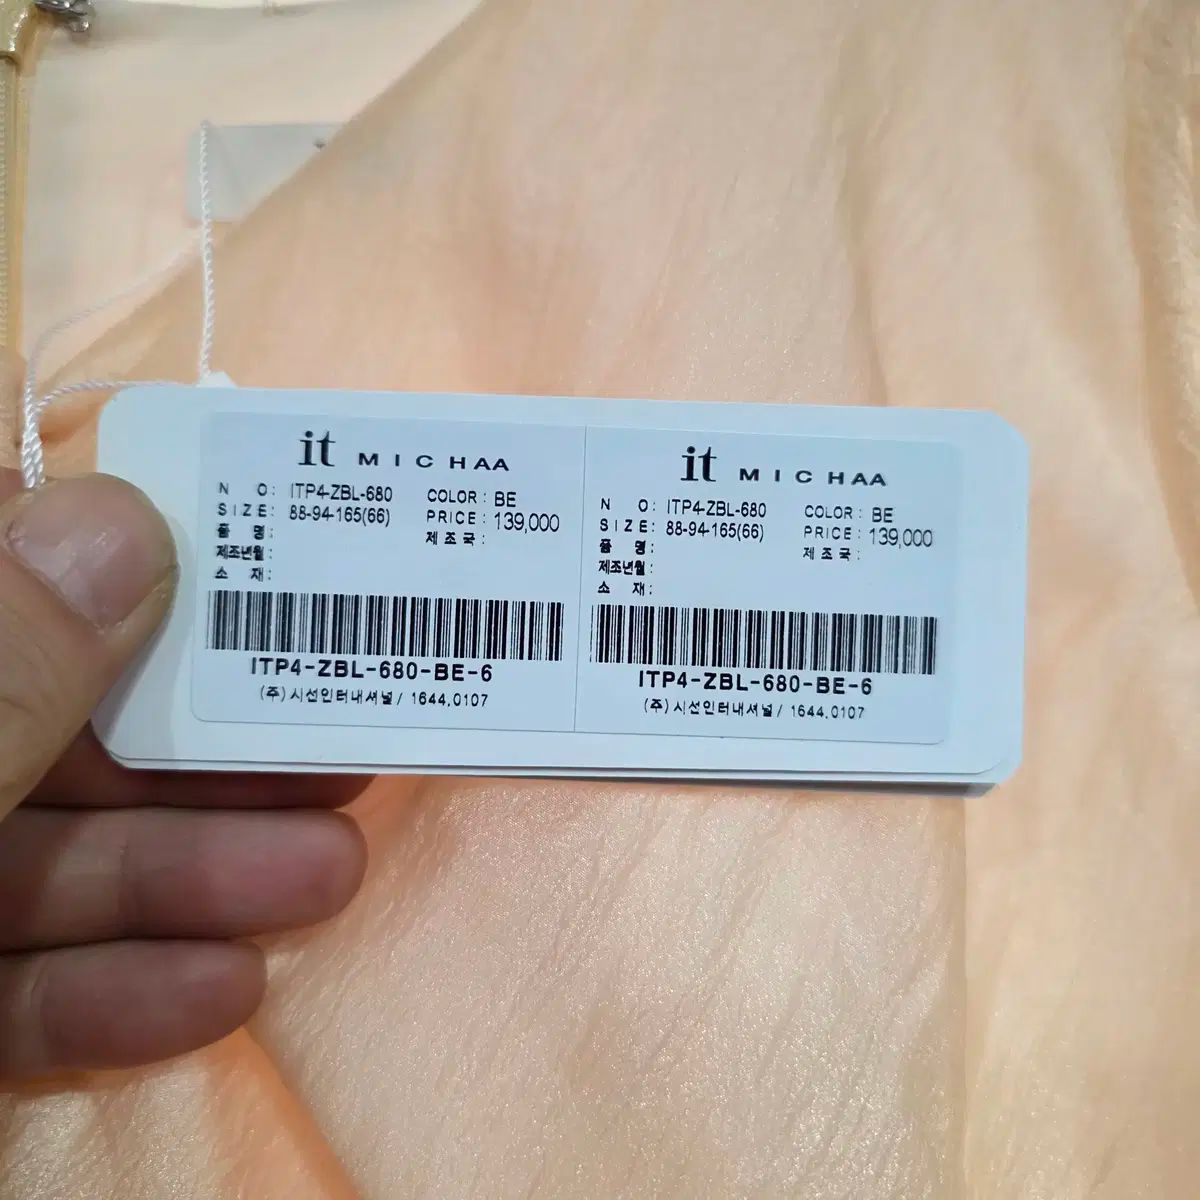 it MICHAA
N O: ITP4-ZBL-680 COLOR: BE
SIZE: 88-94-165(66) PRICE: 139,000
품 명: 제조국:
제조년월:
소 재:
ITP4-ZBL-680-BE-6
(주)시선인터내셔널/ 1644.0107
it MICHAA
N O: ITP4-ZBL-680 COLOR: BE
SIZE: 88-94-165(66) PRICE: 139,000
품 명: 제조국:
제조년월:
소 재:
ITP4-ZBL-680-BE-6
(주)시선인터내셔널/ 1644.0107